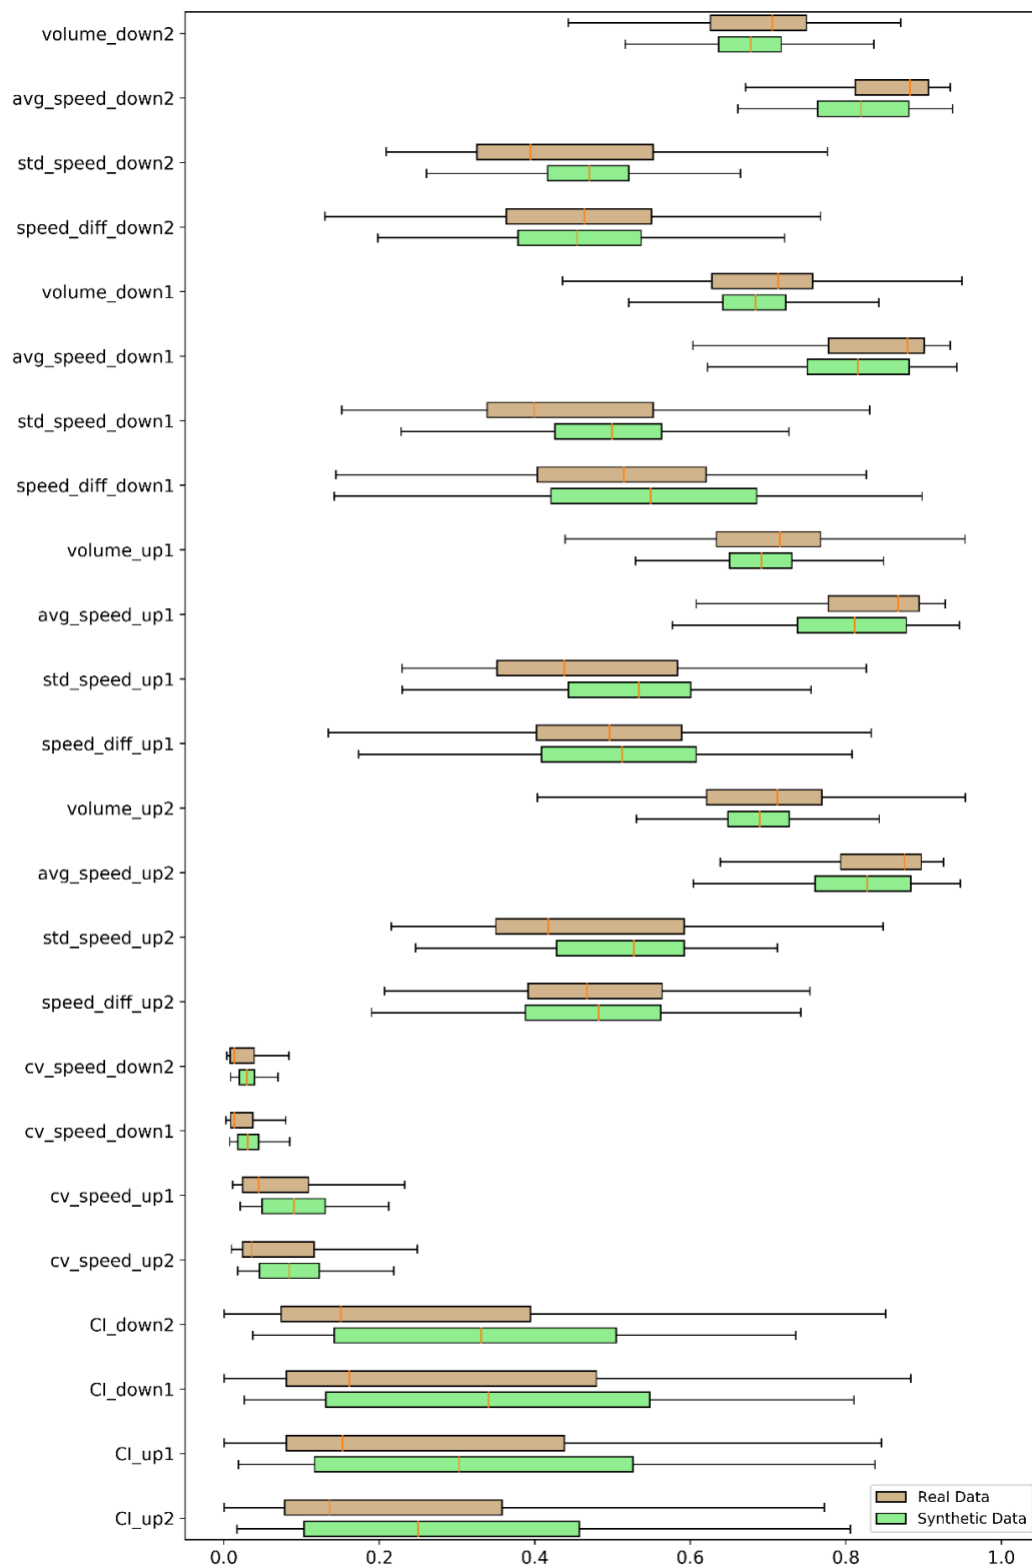 volume_down2
avg_speed_down2
std_speed_down2
speed_diff_down2
volume_down1
avg_speed_down1
std_speed_down1
speed_diff_down1
volume_up1
avg_speed_up1
std_speed_up1
speed_diff_up1
volume_up2
avg_speed_up2
std_speed_up2
speed_diff_up2
cv_speed_down2
cv_speed_down1
cv_speed_up1
cv_speed_up2
CI_down2
CI_down1
CI_up1
CI_up2
Real Data
Synthetic Data
0.0 0.2 0.4 0.6 0.8 1.0